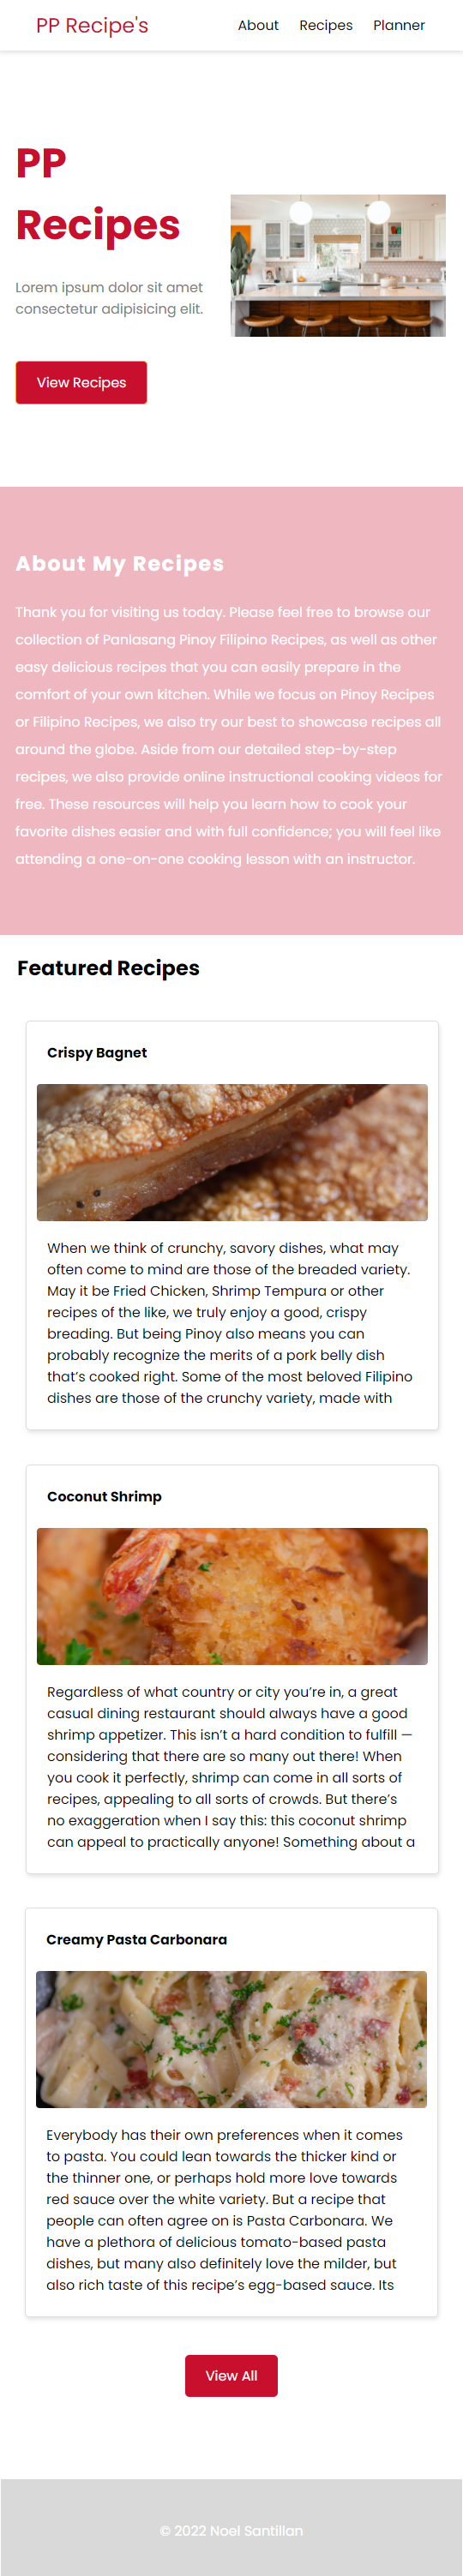 PP Recipe's
About Recipes Planner
PP
Recipes
Lorem ipsum dolor sit amet
consectetur adipisicing elit.
View Recipes
About My Recipes
Thank you for visiting us today. Please feel free to browse our
collection of Panlasang Pinoy Filipino Recipes, as well as other
easy delicious recipes that you can easily prepare in the
comfort of your own kitchen. While we focus on Pinoy Recipes
or Filipino Recipes, we also try our best to showcase recipes all
around the globe. Aside from our detailed step-by-step
recipes, we also provide online instructional cooking videos for
free. These resources will help you learn how to cook your
favorite dishes easier and with full confidence; you will feel like
attending a one-on-one cooking lesson with an instructor.
Featured Recipes
Crispy Bagnet
When we think of crunchy, savory dishes, what may
often come to mind are those of the breaded variety.
May it be Fried Chicken, Shrimp Tempura or other
recipes of the like, we truly enjoy a good, crispy
breading. But being Pinoy also means you can
probably recognize the merits of a pork belly dish
that’s cooked right. Some of the most beloved Filipino
dishes are those of the crunchy variety, made with
Coconut Shrimp
Regardless of what country or city you’re in, a great
casual dining restaurant should always have a good
shrimp appetizer. This isn’t a hard condition to fulfill —
considering that there are so many out there! When
you cook it perfectly, shrimp can come in all sorts of
recipes, appealing to all sorts of crowds. But there’s
no exaggeration when I say this: this coconut shrimp
can appeal to practically anyone! Something about a
Creamy Pasta Carbonara
Everybody has their own preferences when it comes
to pasta. You could lean towards the thicker kind or
the thinner one, or perhaps hold more love towards
red sauce over the white variety. But a recipe that
people can often agree on is Pasta Carbonara. We
have a plethora of delicious tomato-based pasta
dishes, but many also definitely love the milder, but
also rich taste of this recipe’s egg-based sauce. Its
View All
© 2022 Noel Santillan